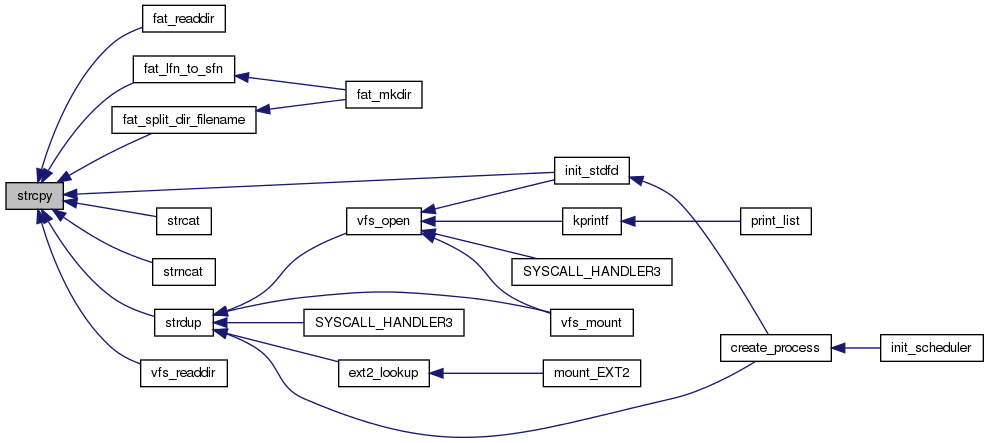 fat_readdir
fat_lfn_to_sfn
fat_mkdir
fat_split_dir_filename
init_stdfd
strcpy
strcat
vfs_open
kprintf
print_list
strncat
SYSCALL_HANDLER3
strdup
SYSCALL_HANDLER3
vfs_mount
create_process
init_scheduler
vfs_readdir
ext2_lookup
mount_EXT2